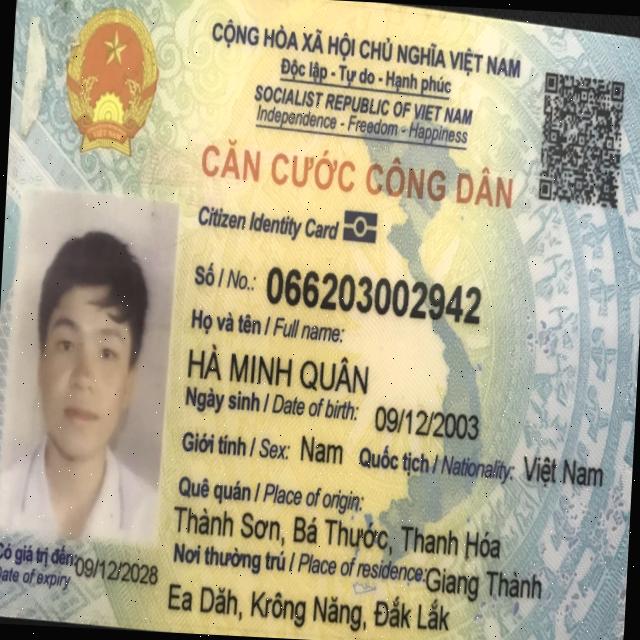 CỘNG HÒA XÃ HỘI CHỦ NGHĨA VIỆT NAM
Độc lập - Tự do - Hạnh phúc
SOCIALIST REPUBLIC OF VIET NAM
Independence - Freedom - Happiness
CĂN CƯỚC CÔNG DÂN
Citizen Identity Card
Số / No.: 066203002942
Họ và tên / Full name:
HÀ MINH QUÂN
Ngày sinh / Date of birth: 09/12/2003
Giới tính / Sex: Nam Quốc tịch / Nationality: Việt Nam
Quê quán / Place of origin:
Thành Sơn, Bá Thước, Thanh Hóa
Nơi thường trú / Place of residence: Giang Thành
Ea Dăh, Krông Năng, Đắk Lắk
Có giá trị đến: 09/12/2028
Date of expiry